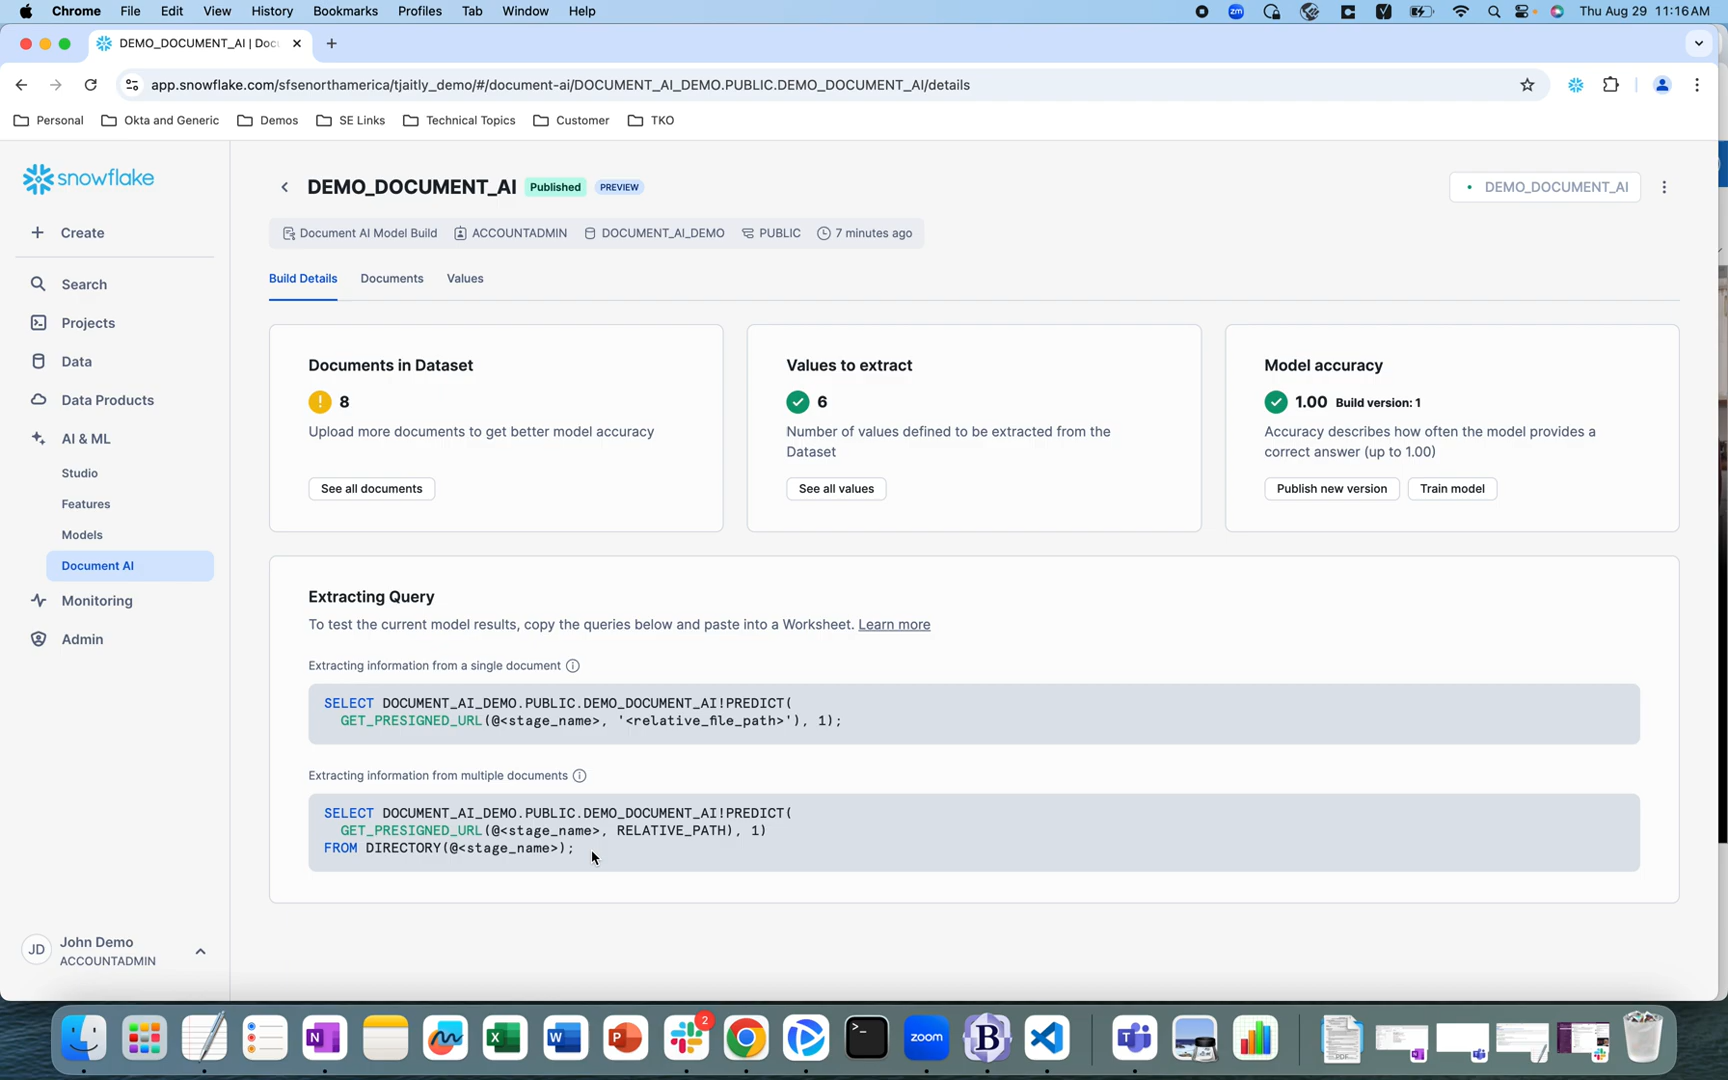 Chrome File Edit View History Bookmarks Profiles Tab Window Help
zm
Thu Aug 29 11:16 AM
DEMO_DOCUMENT_AI | Doc
app.snowflake.com/sfsenorthamerica/tjaitly_demo/#/document-ai/DOCUMENT_AI_DEMO.PUBLIC.DEMO_DOCUMENT_AI/details
Personal Okta and Generic Demos SE Links Technical Topics Customer TKO
snowflake
Create
Search
Projects
Data
Data Products
AI & ML
Studio
Features
Models
Document AI
Monitoring
Admin
JD
John Demo
ACCOUNTADMIN
DEMO_DOCUMENT_AI Published PREVIEW
DEMO_DOCUMENT_AI
Document AI Model Build ACCOUNTADMIN DOCUMENT_AI_DEMO PUBLIC 7 minutes ago
Build Details Documents Values
Documents in Dataset
8
Upload more documents to get better model accuracy
See all documents
Values to extract
6
Number of values defined to be extracted from the
Dataset
See all values
Model accuracy
1.00 Build version: 1
Accuracy describes how often the model provides a
correct answer (up to 1.00)
Publish new version Train model
Extracting Query
To test the current model results, copy the queries below and paste into a Worksheet. Learn more
Extracting information from a single document
SELECT DOCUMENT_AI_DEMO.PUBLIC.DEMO_DOCUMENT_AI!PREDICT(
GET_PRESIGNED_URL(@<stage_name>, '<relative_file_path>'), 1);
Extracting information from multiple documents
SELECT DOCUMENT_AI_DEMO.PUBLIC.DEMO_DOCUMENT_AI!PREDICT(
GET_PRESIGNED_URL(@<stage_name>, RELATIVE_PATH), 1)
FROM DIRECTORY(@<stage_name>);
N
X
W
P
2
>_
zoom
B
T
PDF